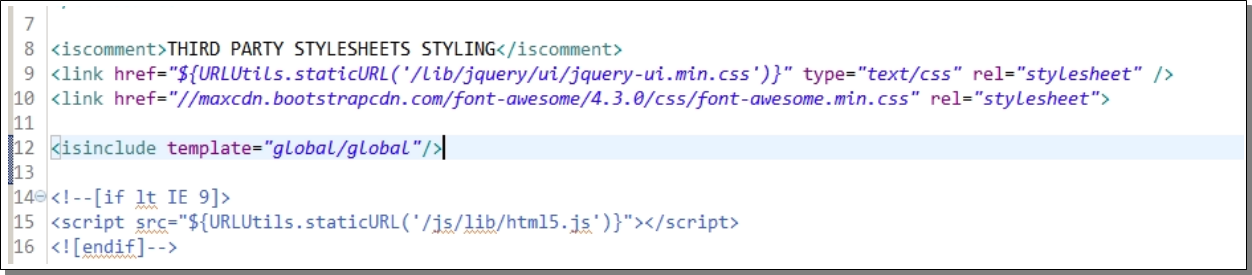 7
8 <iscomment>THIRD PARTY STYLESHEETS STYLING</iscomment>
9 <link href="${URLUtils.staticURL('/lib/jquery/ui/jquery-ui.min.css')}" type="text/css" rel="stylesheet" />
10 <link href="//maxcdn.bootstrapcdn.com/font-awesome/4.3.0/css/font-awesome.min.css" rel="stylesheet">
11
12 <isinclude template="global/global"/>
13
14 <!--[if lt IE 9]>
15 <script src="${URLUtils.staticURL('/js/lib/html5.js')}"></script>
16 <![endif]-->